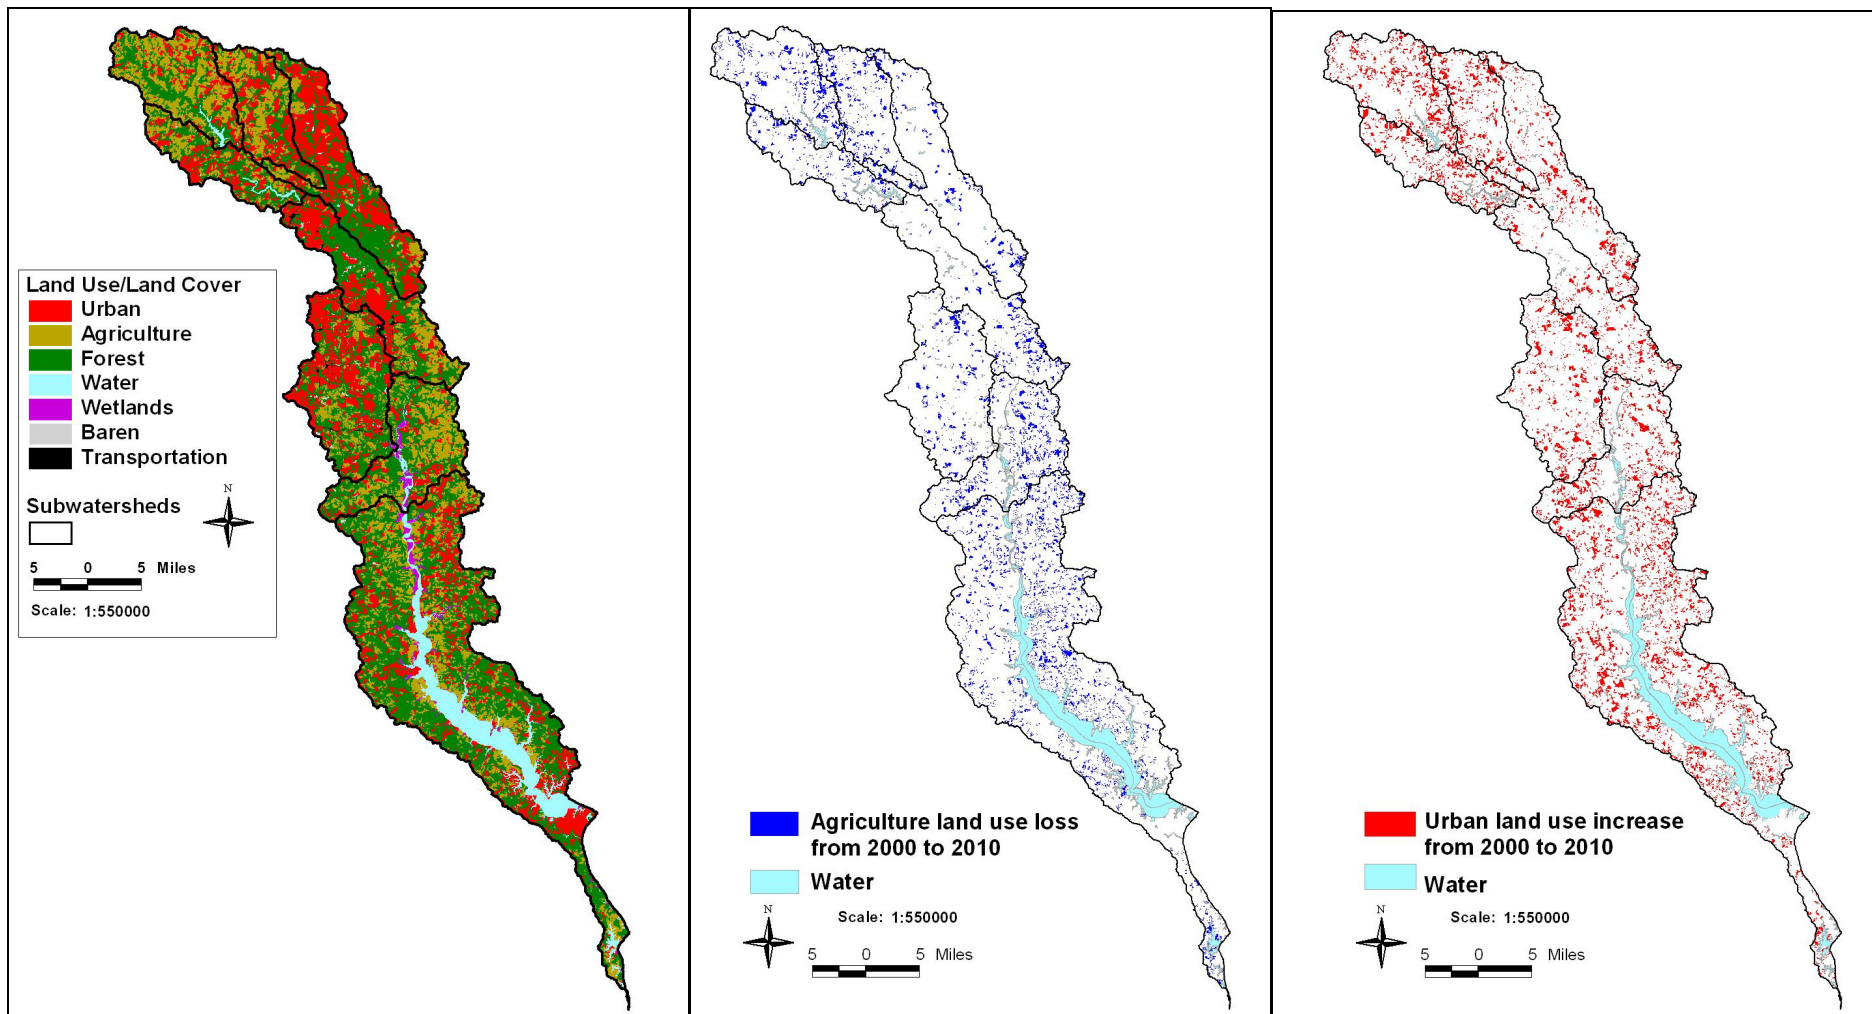 Land Use/Land Cover
Urban
Agriculture
Forest
Water
Wetlands
Baren
Transportation
Subwatersheds
N
5 0 5 Miles
Scale: 1:550000
Agriculture land use loss
from 2000 to 2010
Water
Scale: 1:550000
N
5 0 5 Miles
Urban land use increase
from 2000 to 2010
Water
Scale: 1:550000
N
5 0 5 Miles